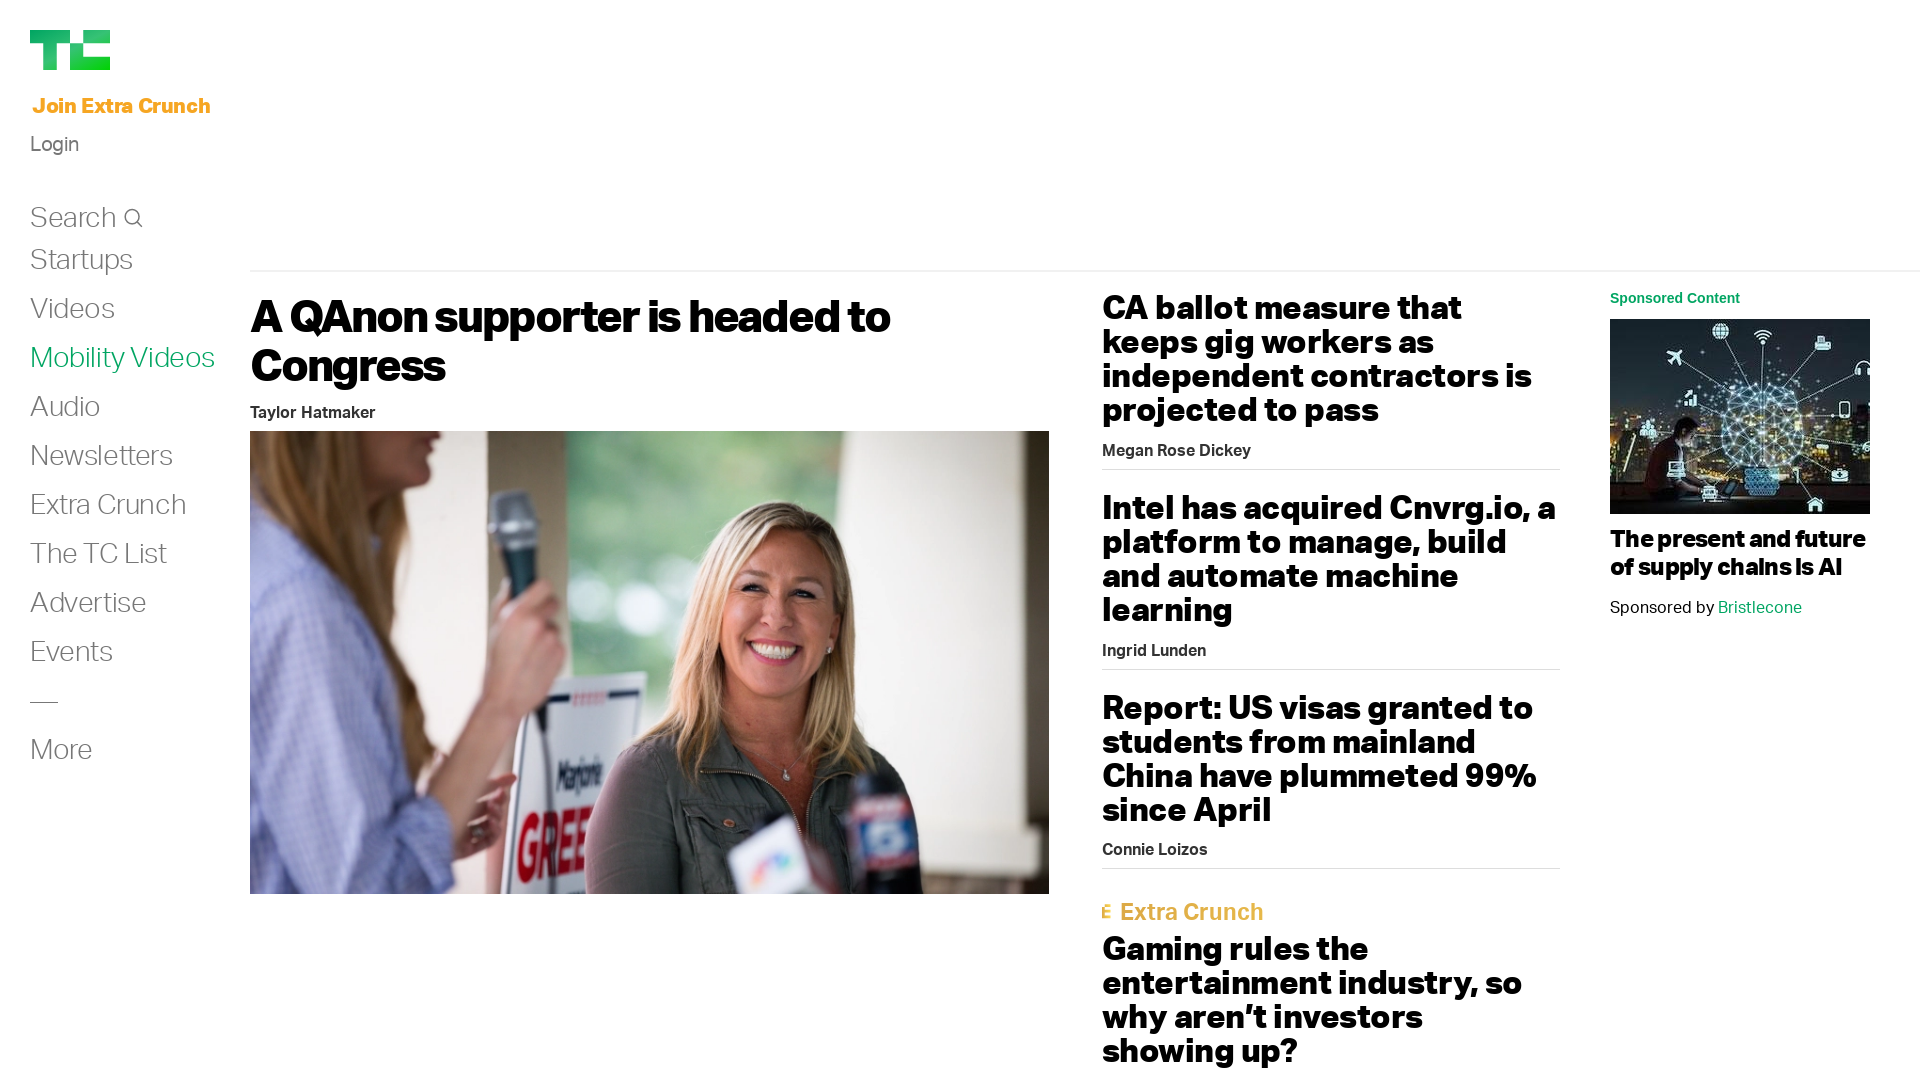 TC
Join Extra Crunch
Login
Search
Startups
Videos
Mobility Videos
Audio
Newsletters
Extra Crunch
The TC List
Advertise
Events
More
A QAnon supporter is headed to
Congress
Taylor Hatmaker
Marjorie
GREE
5
CA ballot measure that
keeps gig workers as
independent contractors is
projected to pass
Megan Rose Dickey
Intel has acquired Cnvrg.io, a
platform to manage, build
and automate machine
learning
Ingrid Lunden
Report: US visas granted to
students from mainland
China have plummeted 99%
since April
Connie Loizos
Extra Crunch
Gaming rules the
entertainment industry, so
why aren’t investors
showing up?
Sponsored Content
The present and future
of supply chains is AI
Sponsored by Bristlecone